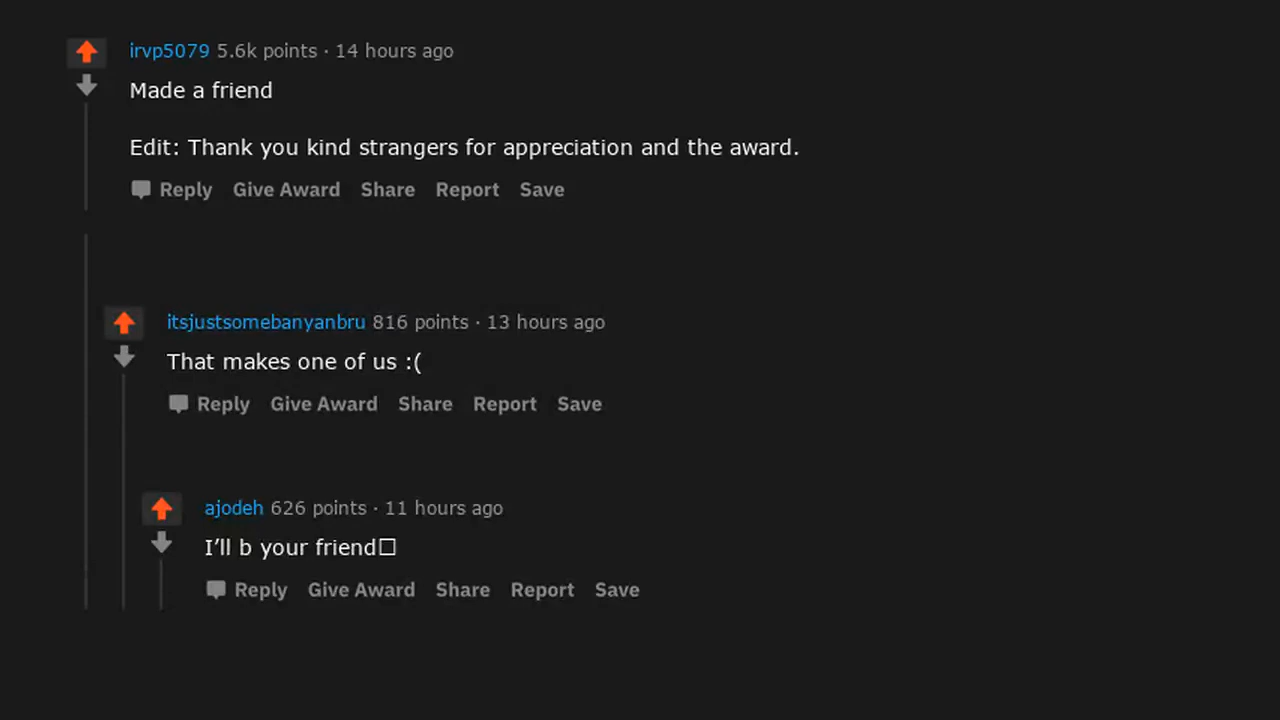 irvp5079 5.6k points · 14 hours ago
Made a friend
Edit: Thank you kind strangers for appreciation and the award.
Reply Give Award Share Report Save
itsjustsomebanyanbru 816 points · 13 hours ago
That makes one of us :(
Reply Give Award Share Report Save
ajodeh 626 points · 11 hours ago
I’ll b your friend□
Reply Give Award Share Report Save